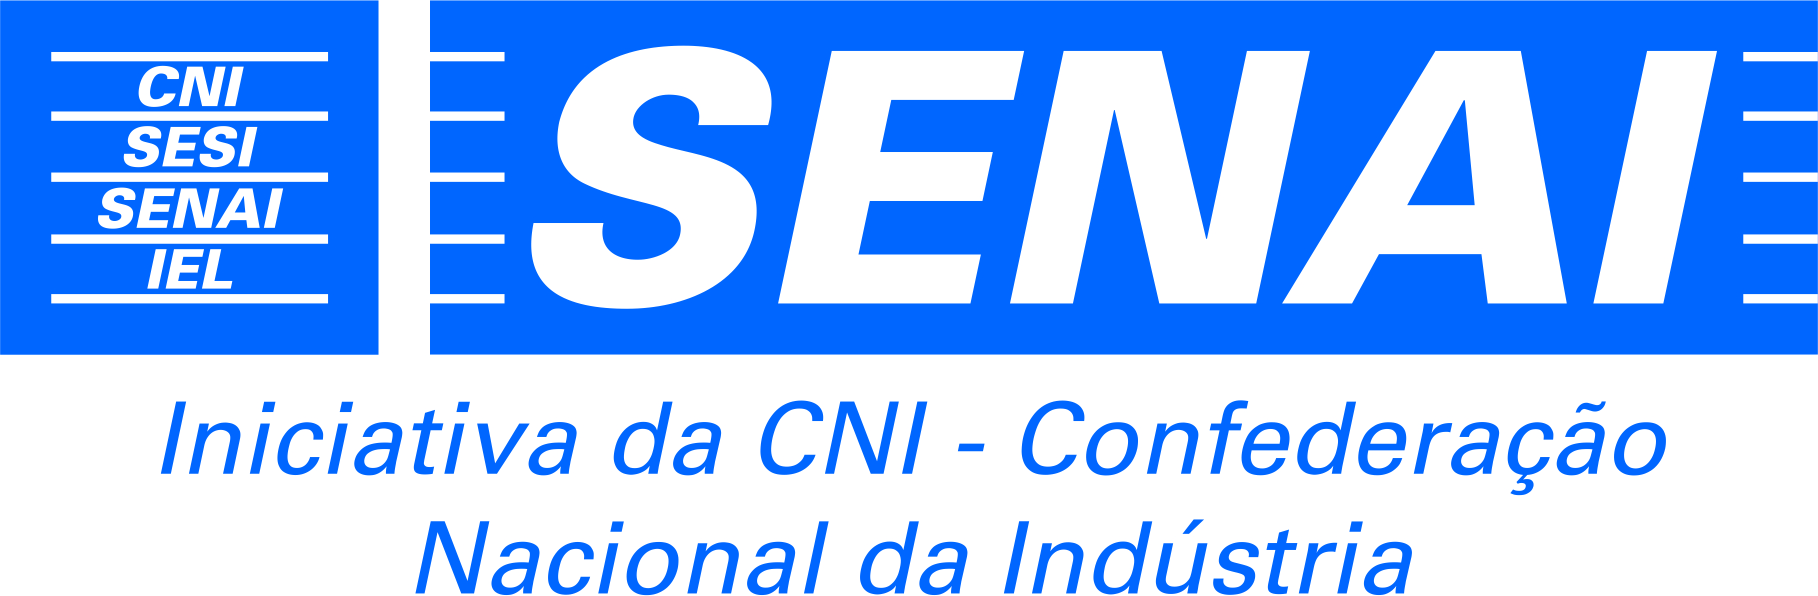 CNI
SESI
SENAI
IEL
SENAI
Iniciativa da CNI - Confederação
Nacional da Indústria